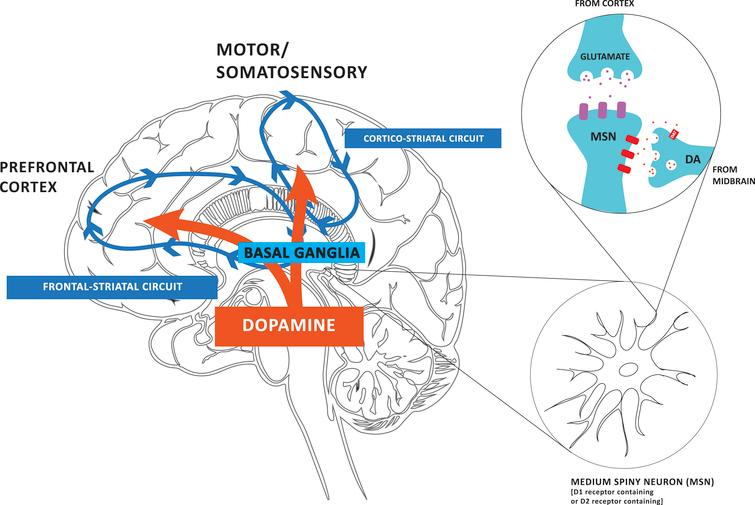 FROM CORTEX
MOTOR/
SOMATOSENSORY
GLUTAMATE
CORTICO-STRIATAL CIRCUIT
MSN
DA
PREFRONTAL
CORTEX
FROM
MIDBRAIN
BASAL GANGLIA
FRONTAL-STRIATAL CIRCUIT
DOPAMINE
MEDIUM SPINY NEURON (MSN)
[D1 receptor containing
or D2 receptor containing]